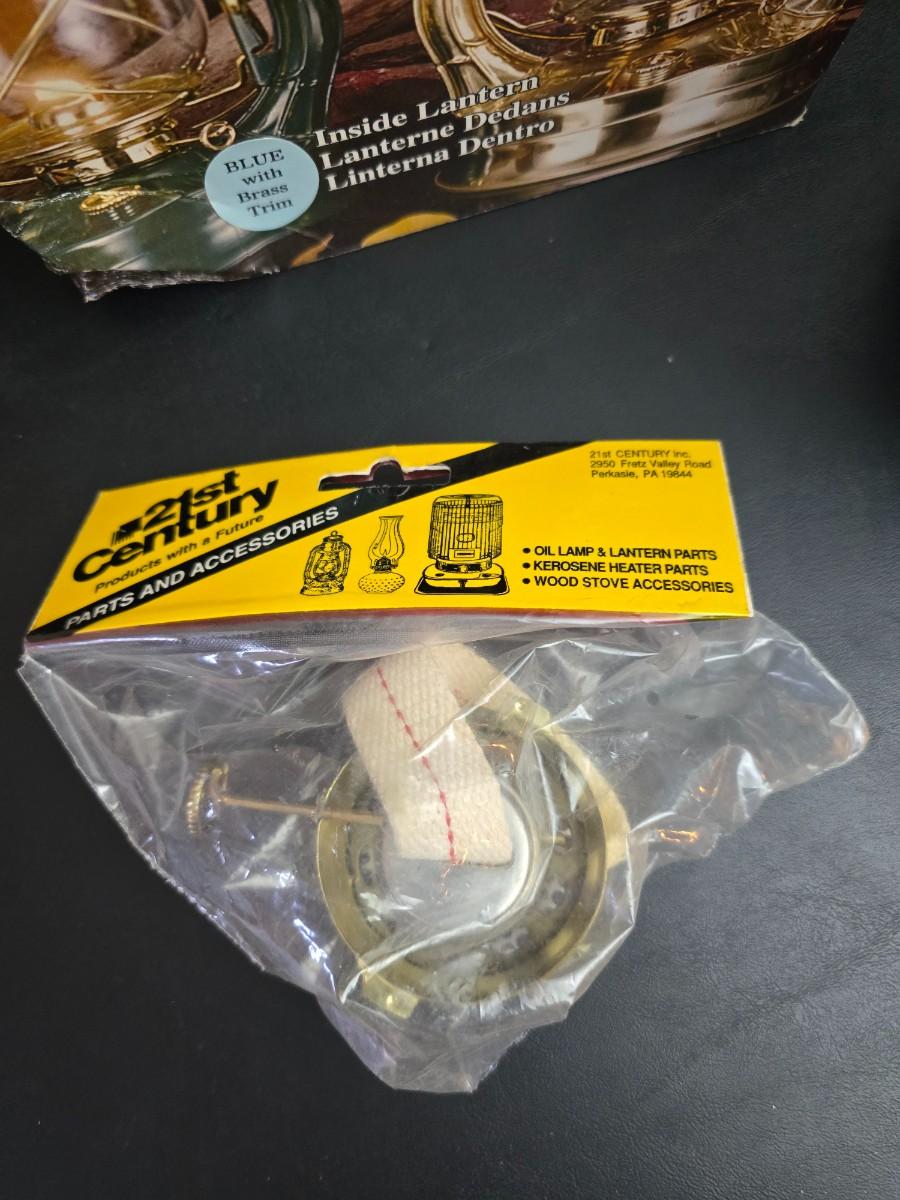 Inside Lantern
Lanterne Dedans
Linterna Dentro
BLUE
with
Brass
Trim
21st
Century
Products with a Future
PARTS AND ACCESSORIES
21st CENTURY Inc.
2950 Fretz Valley Road
Perkasie, PA 19844
• OIL LAMP & LANTERN PARTS
• KEROSENE HEATER PARTS
• WOOD STOVE ACCESSORIES